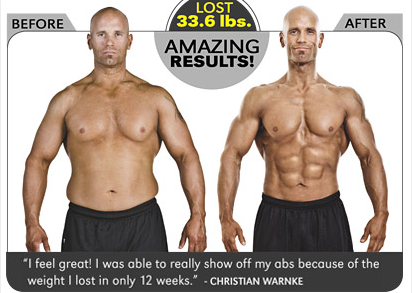 LOST
33.6 lbs.
BEFORE
AFTER
AMAZING
RESULTS!
“I feel great! I was able to really show off my abs because of the
weight I lost in only 12 weeks.” - CHRISTIAN WARNKE